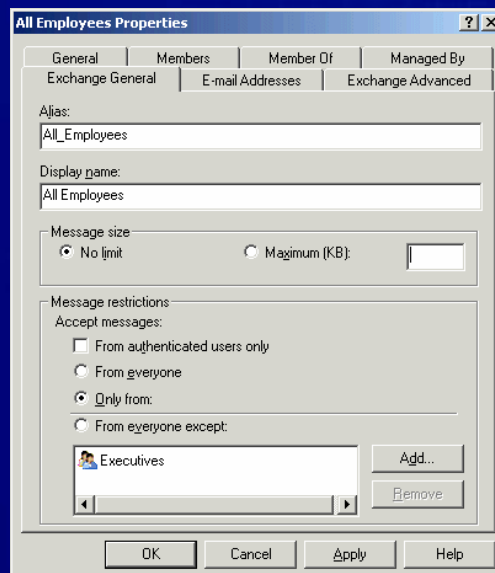 All Employees Properties
General Members Member Of Managed By
Exchange General E-mail Addresses Exchange Advanced
Alias:
All_Employees
Display name:
All Employees
Message size
No limit Maximum (KB):
Message restrictions
Accept messages:
From authenticated users only
From everyone
Only from:
From everyone except:
Executives
Add...
Remove
OK Cancel Apply Help